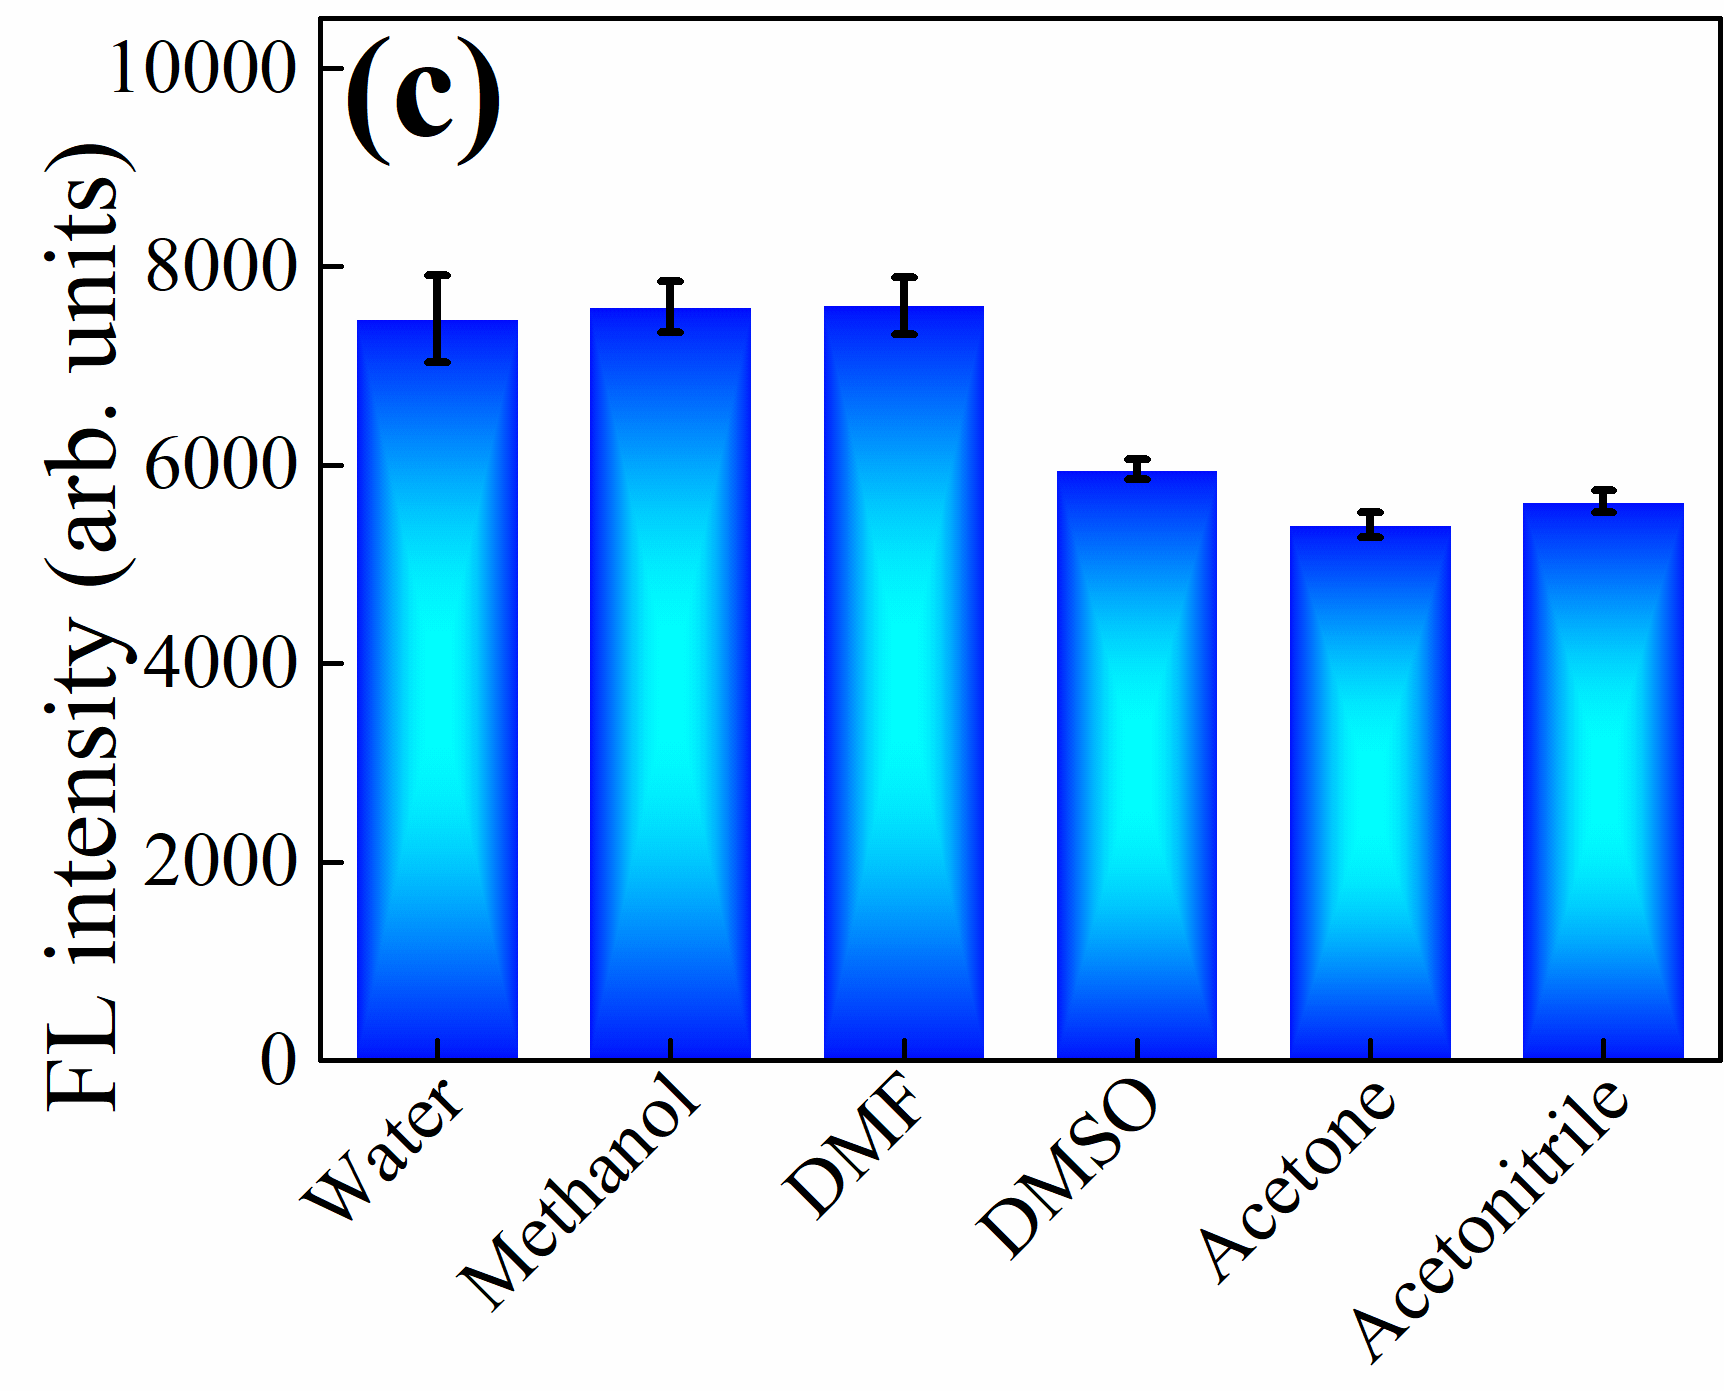 (c)
10000
8000
6000
4000
2000
0
FL intensity (arb. units)
Water
Methanol
DMF
DMSO
Acetone
Acetonitrile